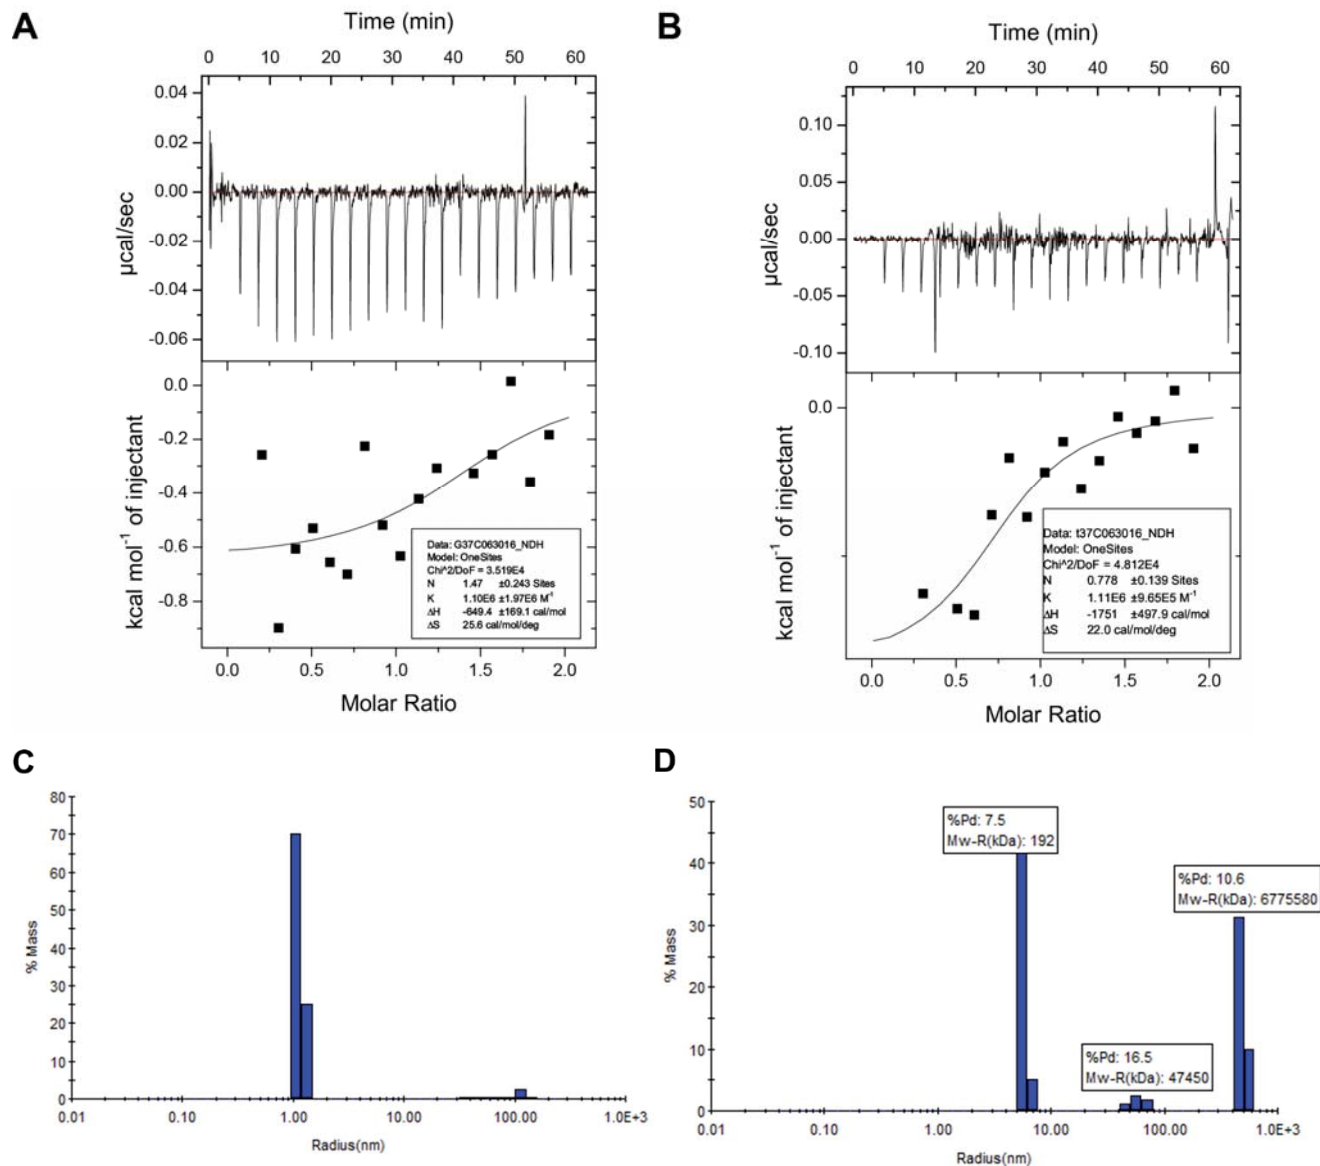 A
Time (min)
0 10 20 30 40 50 60
0.04
0.02
0.00
-0.02
-0.04
-0.06
µcal/sec
0.0
-0.2
-0.4
-0.6
-0.8
kcal mol⁻¹ of injectant
Data: G37C063016_NDH
Model: OneSites
Chi^2/DoF = 3.519E4
N 1.47 ±0.243 Sites
K 1.10E6 ±1.97E6 M⁻¹
ΔH -649.4 ±169.1 cal/mol
ΔS 25.6 cal/mol/deg
0.0 0.5 1.0 1.5 2.0
Molar Ratio
B
Time (min)
0 10 20 30 40 50 60
0.10
0.05
0.00
-0.05
-0.10
µcal/sec
0.0
kcal mol⁻¹ of injectant
Data: t37C063016_NDH
Model: OneSites
Chi^2/DoF = 4.812E4
N 0.778 ±0.139 Sites
K 1.11E6 ±9.65E5 M⁻¹
ΔH -1751 ±497.9 cal/mol
ΔS 22.0 cal/mol/deg
0.0 0.5 1.0 1.5 2.0
Molar Ratio
C
80
70
60
50
40
30
20
10
0
% Mass
0.01 0.10 1.00 10.00 100.00 1.0E+3
Radius(nm)
D
50
40
30
20
10
0
% Mass
%Pd: 7.5
Mw-R(kDa): 192
%Pd: 10.6
Mw-R(kDa): 6775580
%Pd: 16.5
Mw-R(kDa): 47450
0.01 0.10 1.00 10.00 100.00 1.0E+3
Radius(nm)